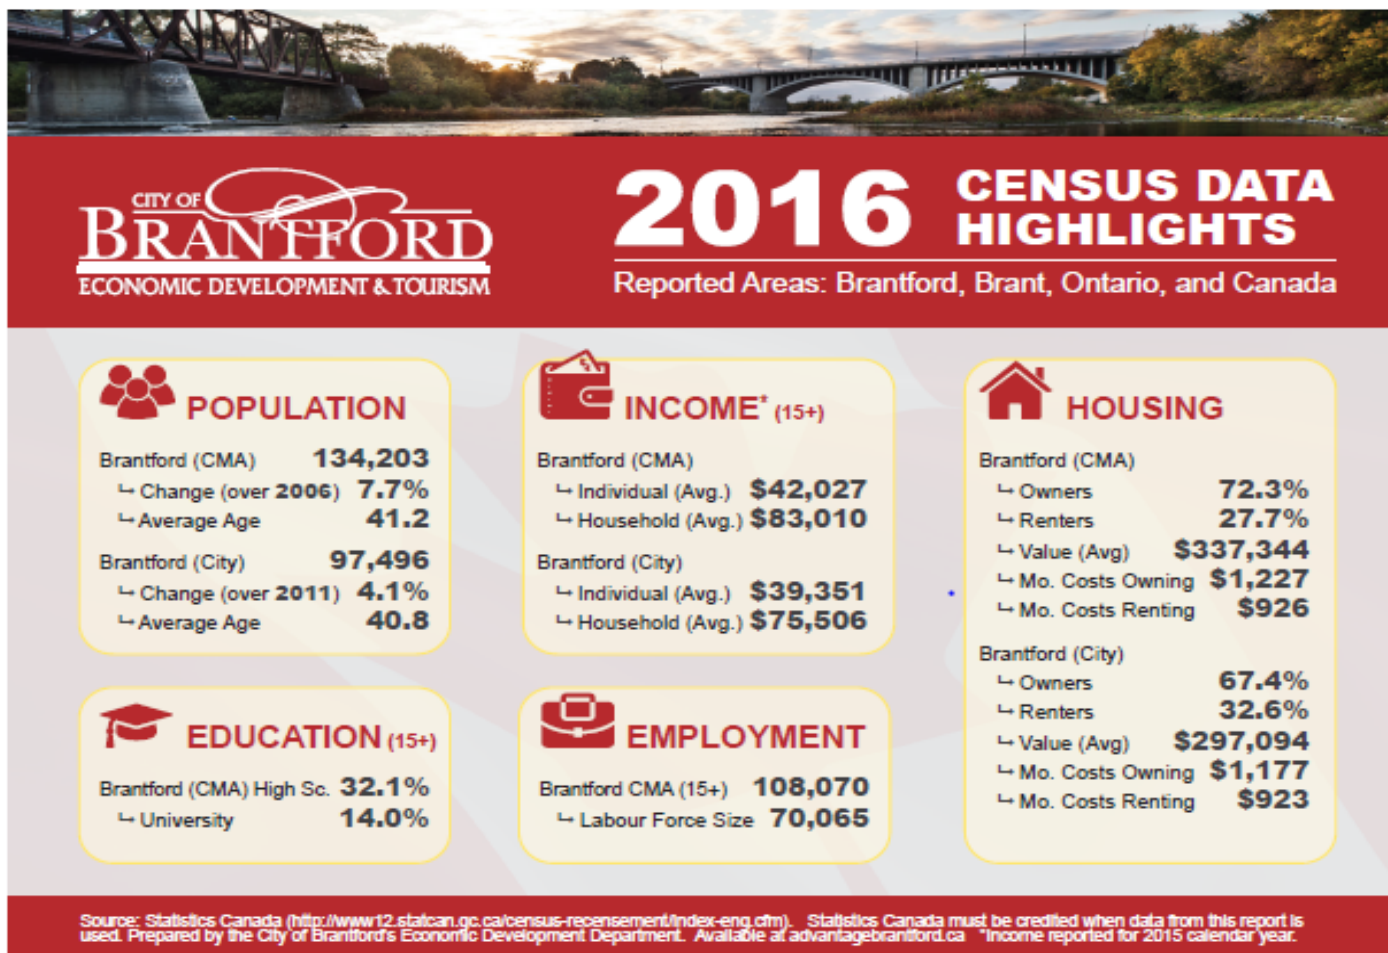 CITY OF
BRANTFORD
ECONOMIC DEVELOPMENT & TOURISM
2016 CENSUS DATA
HIGHLIGHTS
Reported Areas: Brantford, Brant, Ontario, and Canada
POPULATION
Brantford (CMA) 134,203
↳ Change (over 2006) 7.7%
↳ Average Age 41.2
Brantford (City) 97,496
↳ Change (over 2011) 4.1%
↳ Average Age 40.8
INCOME* (15+)
Brantford (CMA)
↳ Individual (Avg.) $42,027
↳ Household (Avg.) $83,010
Brantford (City)
↳ Individual (Avg.) $39,351
↳ Household (Avg.) $75,506
HOUSING
Brantford (CMA)
↳ Owners 72.3%
↳ Renters 27.7%
↳ Value (Avg) $337,344
↳ Mo. Costs Owning $1,227
↳ Mo. Costs Renting $926
Brantford (City)
↳ Owners 67.4%
↳ Renters 32.6%
↳ Value (Avg) $297,094
↳ Mo. Costs Owning $1,177
↳ Mo. Costs Renting $923
EDUCATION (15+)
Brantford (CMA) High Sc. 32.1%
↳ University 14.0%
EMPLOYMENT
Brantford CMA (15+) 108,070
↳ Labour Force Size 70,065
Source: Statistics Canada (http://www12.statcan.gc.ca/census-recensement/index-eng.cfm). Statistics Canada must be credited when data from this report is
used. Prepared by the City of Brantford's Economic Development Department. Available at advantagebrantford.ca *Income reported for 2015 calendar year.